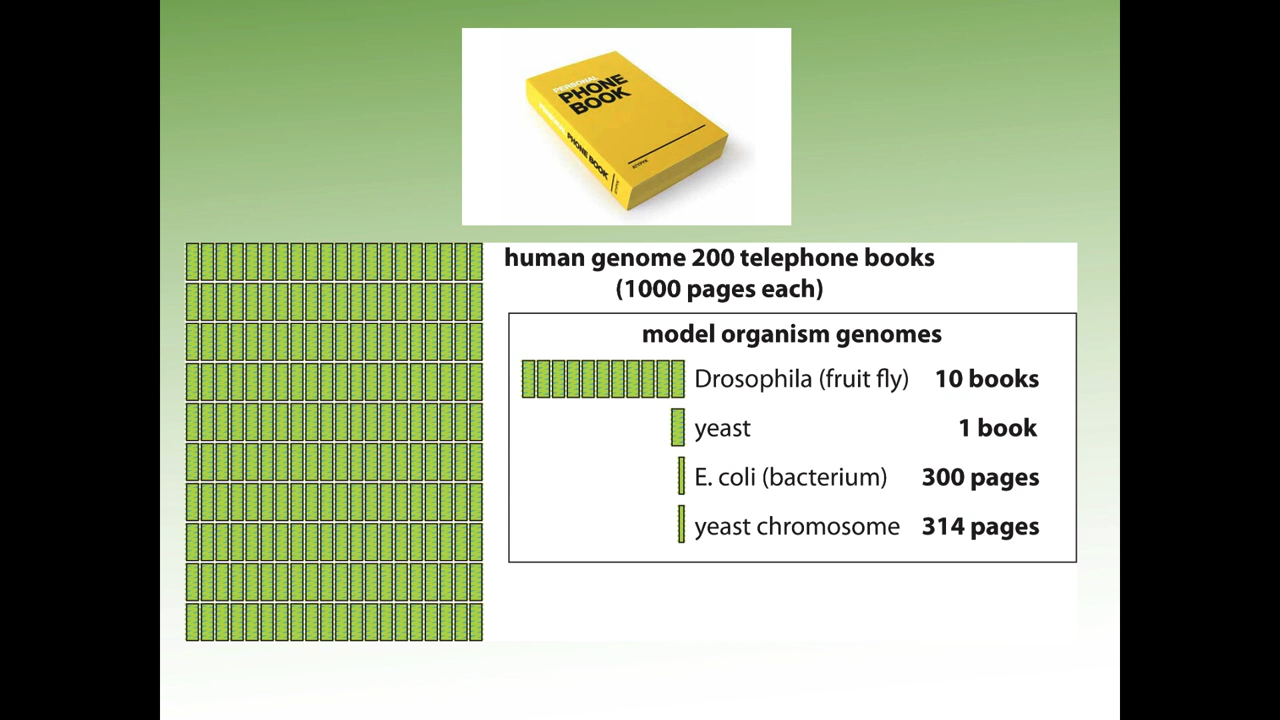 PERSONAL
PHONE
BOOK
PHONE BOOK
human genome 200 telephone books
(1000 pages each)
model organism genomes
Drosophila (fruit fly) 10 books
yeast 1 book
E. coli (bacterium) 300 pages
yeast chromosome 314 pages